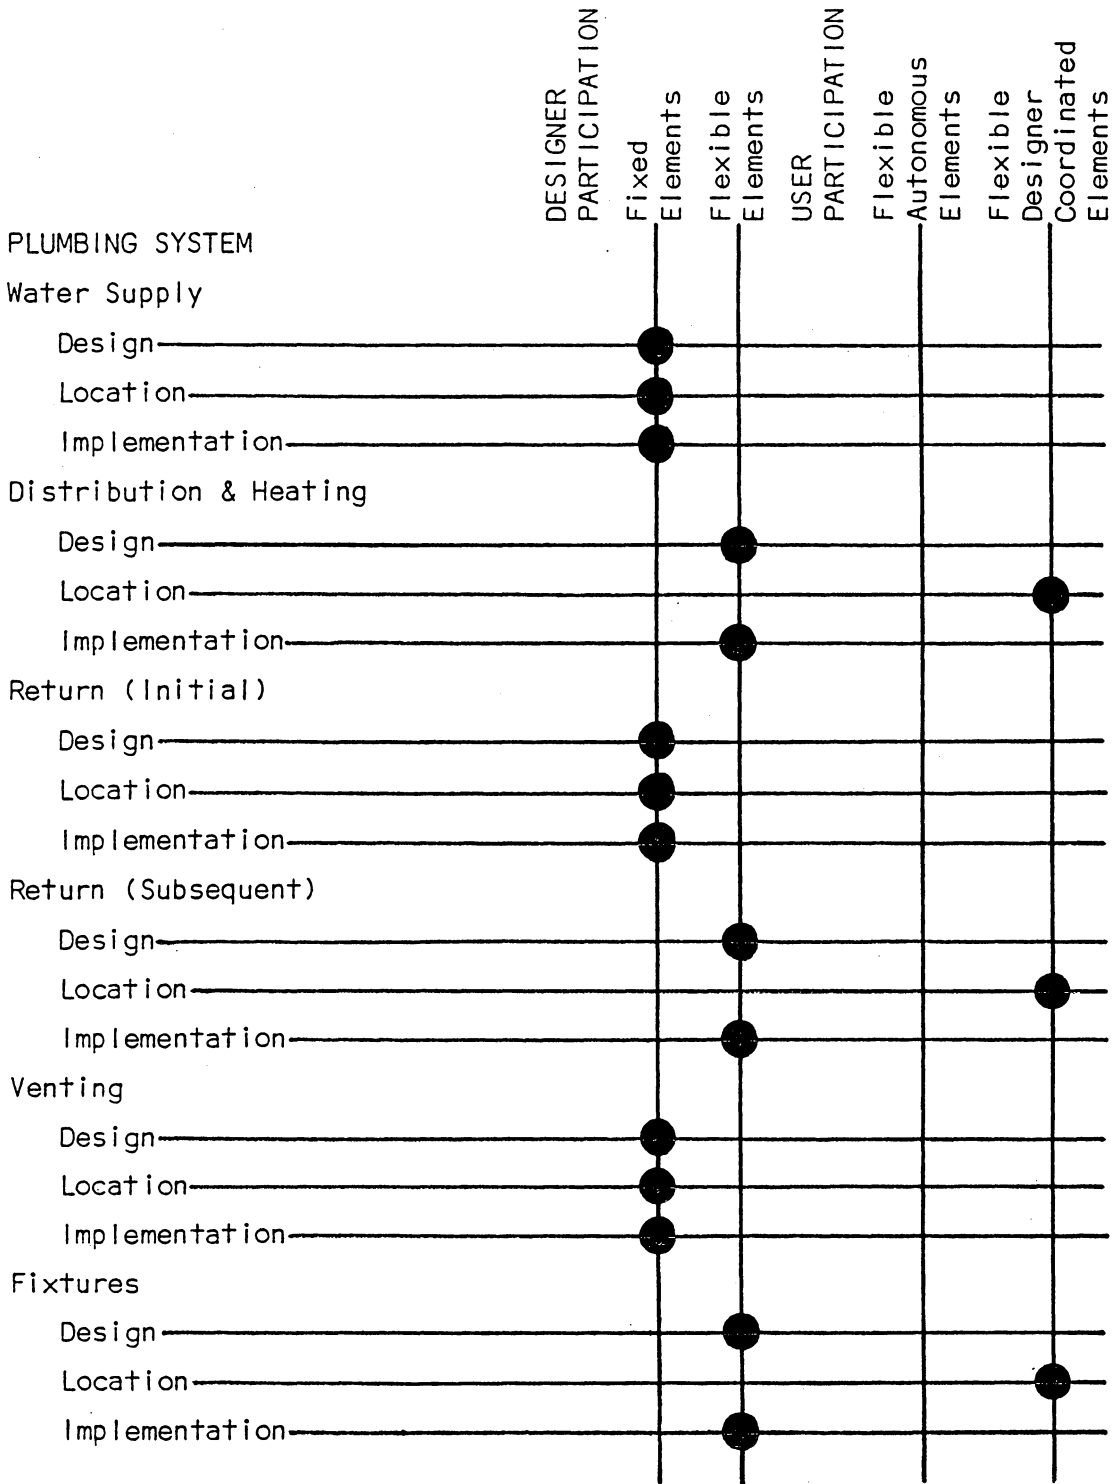 DESIGNER
PARTICIPATION
Fixed
Elements
Flexible
Elements
USER
PARTICIPATION
Flexible
Autonomous
Elements
Flexible
Designer
Coordinated
Elements
PLUMBING SYSTEM
Water Supply
Design
Location
Implementation
Distribution & Heating
Design
Location
Implementation
Return (Initial)
Design
Location
Implementation
Return (Subsequent)
Design
Location
Implementation
Venting
Design
Location
Implementation
Fixtures
Design
Location
Implementation